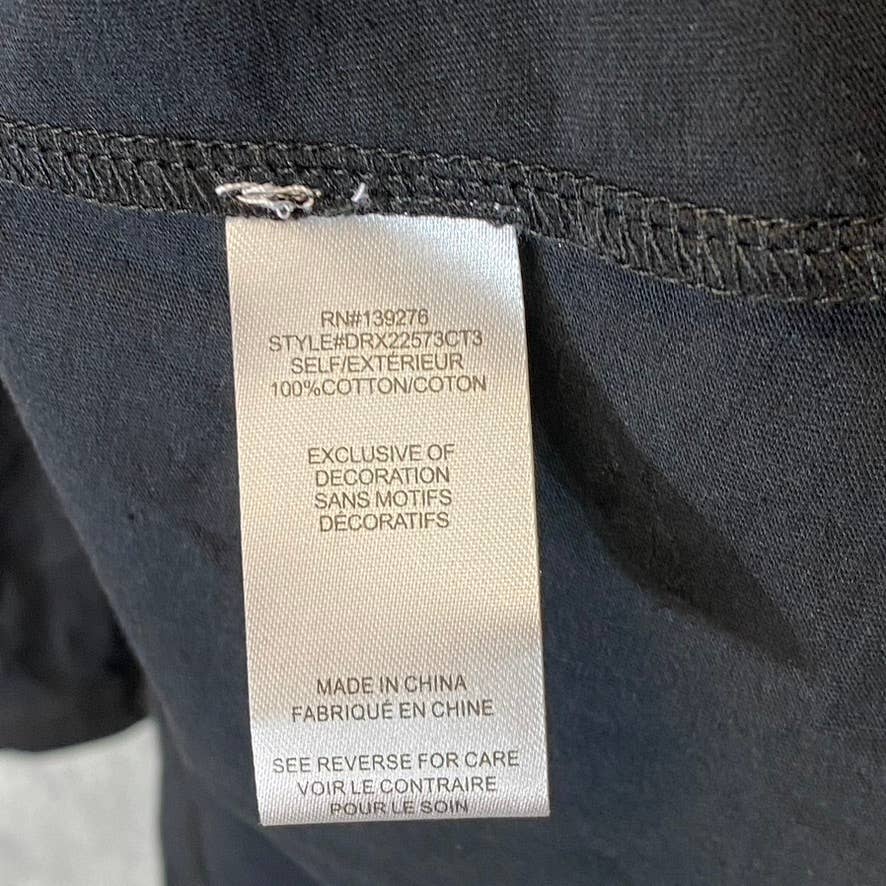 RN#139276
STYLE#DRX22573CT3
SELF/EXTÉRIEUR
100%COTTON/COTON
EXCLUSIVE OF
DECORATION
SANS MOTIFS
DÉCORATIFS
MADE IN CHINA
FABRIQUÉ EN CHINE
SEE REVERSE FOR CARE
VOIR LE CONTRAIRE
POUR LE SOIN